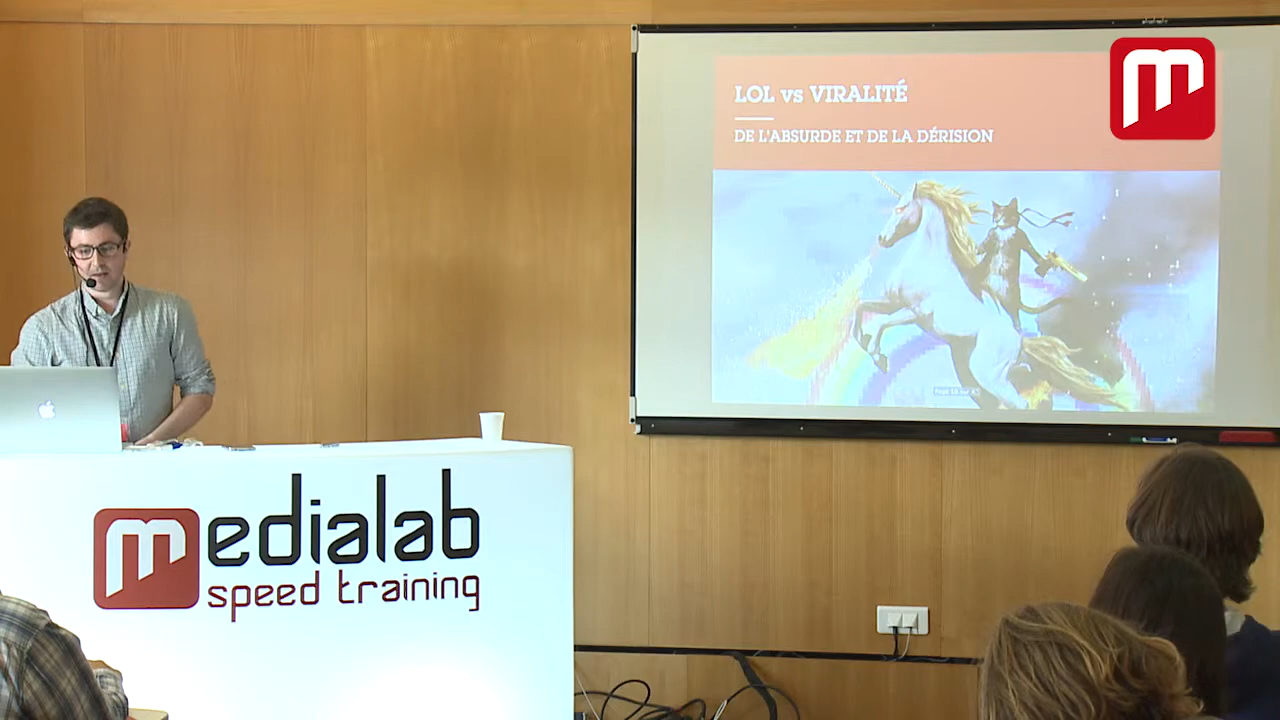 LOL vs VIRALITÉ
DE L'ABSURDE ET DE LA DÉRISION
m
medialab
speed training